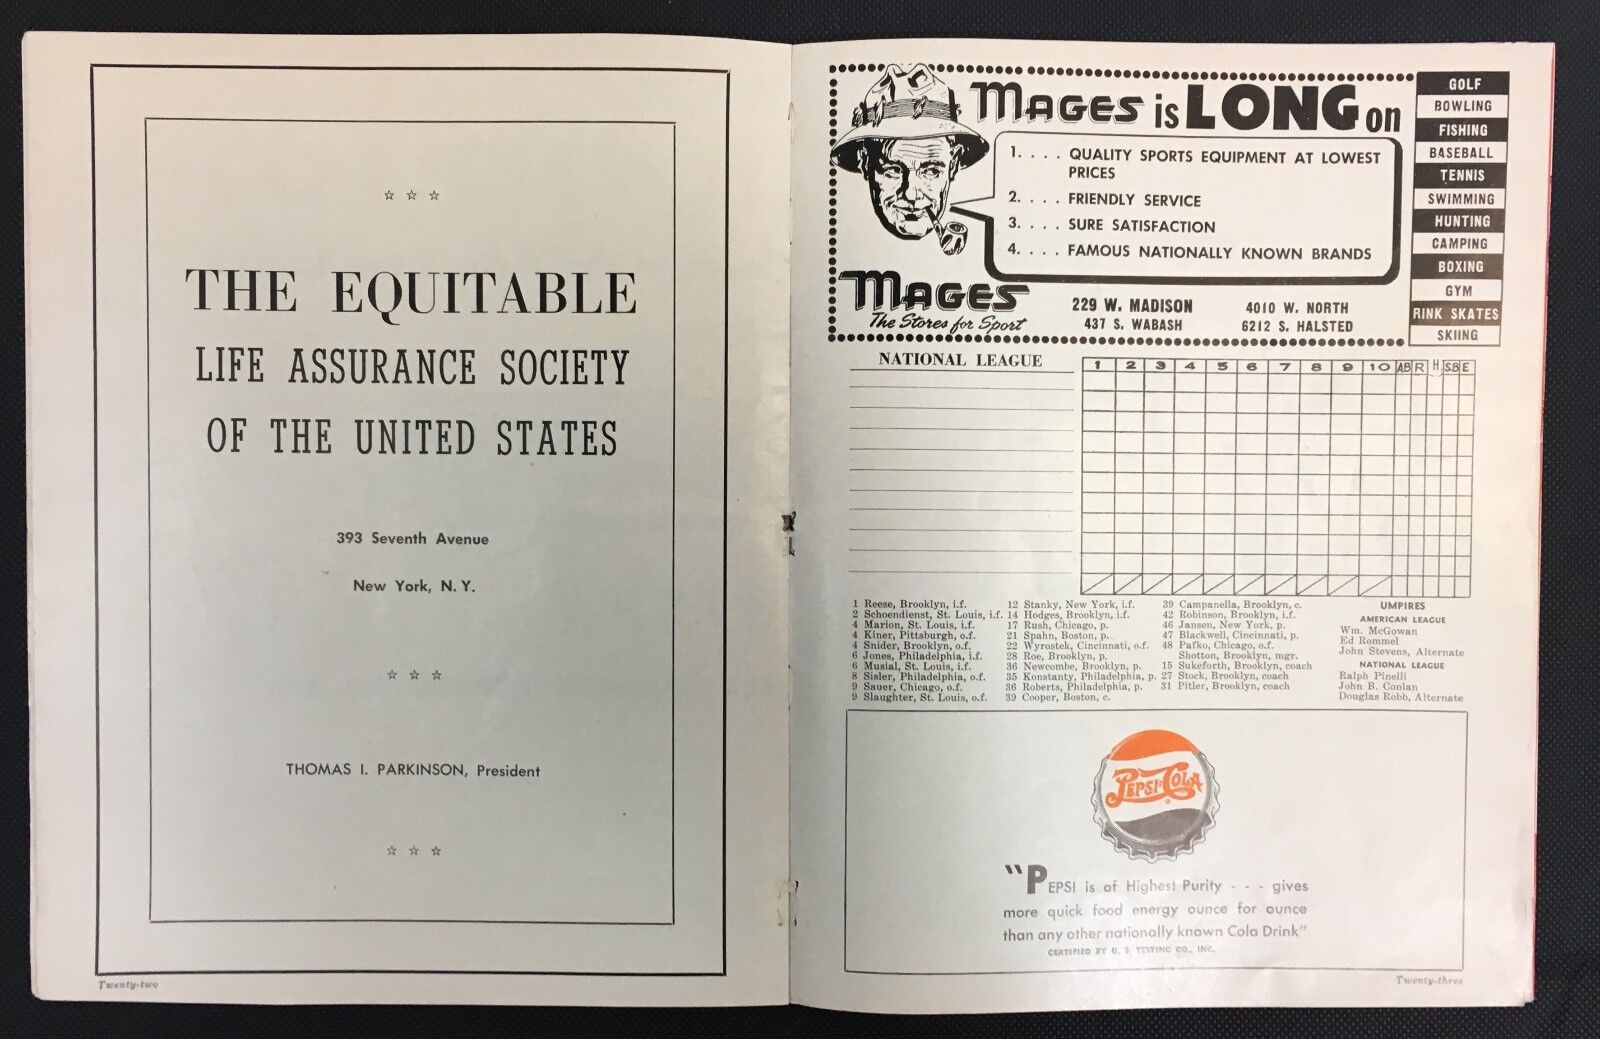 ☆ ☆ ☆
THE EQUITABLE
LIFE ASSURANCE SOCIETY
OF THE UNITED STATES
393 Seventh Avenue
New York, N. Y.
☆ ☆ ☆
THOMAS I. PARKINSON, President
☆ ☆ ☆
Twenty-two
MAGES is LONG on
1. . . . QUALITY SPORTS EQUIPMENT AT LOWEST
PRICES
2. . . . FRIENDLY SERVICE
3. . . . SURE SATISFACTION
4. . . . FAMOUS NATIONALLY KNOWN BRANDS
MAGES
The Stores for Sport
229 W. MADISON
437 S. WABASH
4010 W. NORTH
6212 S. HALSTED
GOLF
BOWLING
FISHING
BASEBALL
TENNIS
SWIMMING
HUNTING
CAMPING
BOXING
GYM
RINK SKATES
SKIING
NATIONAL LEAGUE
1 2 3 4 5 6 7 8 9 10 AB R H SB E
1 Reese, Brooklyn, i.f.
2 Schoendienst, St. Louis, i.f.
4 Marion, St. Louis, i.f.
4 Kiner, Pittsburgh, o.f.
4 Snider, Brooklyn, o.f.
6 Jones, Philadelphia, i.f.
6 Musial, St. Louis, i.f.
8 Sisler, Philadelphia, o.f.
9 Sauer, Chicago, o.f.
9 Slaughter, St. Louis, o.f.
12 Stanky, New York, i.f.
14 Hodges, Brooklyn, i.f.
17 Rush, Chicago, p.
21 Spahn, Boston, p.
22 Wyrostek, Cincinnati, o.f.
28 Roe, Brooklyn, p.
36 Newcombe, Brooklyn, p.
35 Konstanty, Philadelphia, p.
36 Roberts, Philadelphia, p.
39 Cooper, Boston, c.
39 Campanella, Brooklyn, c.
42 Robinson, Brooklyn, i.f.
46 Jansen, New York, p.
47 Blackwell, Cincinnati, p.
48 Pafko, Chicago, o.f.
Shotton, Brooklyn, mgr.
15 Sukeforth, Brooklyn, coach
27 Stock, Brooklyn, coach
31 Pitler, Brooklyn, coach
UMPIRES
AMERICAN LEAGUE
Wm. McGowan
Ed Rommel
John Stevens, Alternate
NATIONAL LEAGUE
Ralph Pinelli
John B. Conlan
Douglas Robb, Alternate
PEPSI-COLA
"PEPSI is of Highest Purity - - - gives
more quick food energy ounce for ounce
than any other nationally known Cola Drink"
CERTIFIED BY U. S. TESTING CO., INC.
Twenty-three